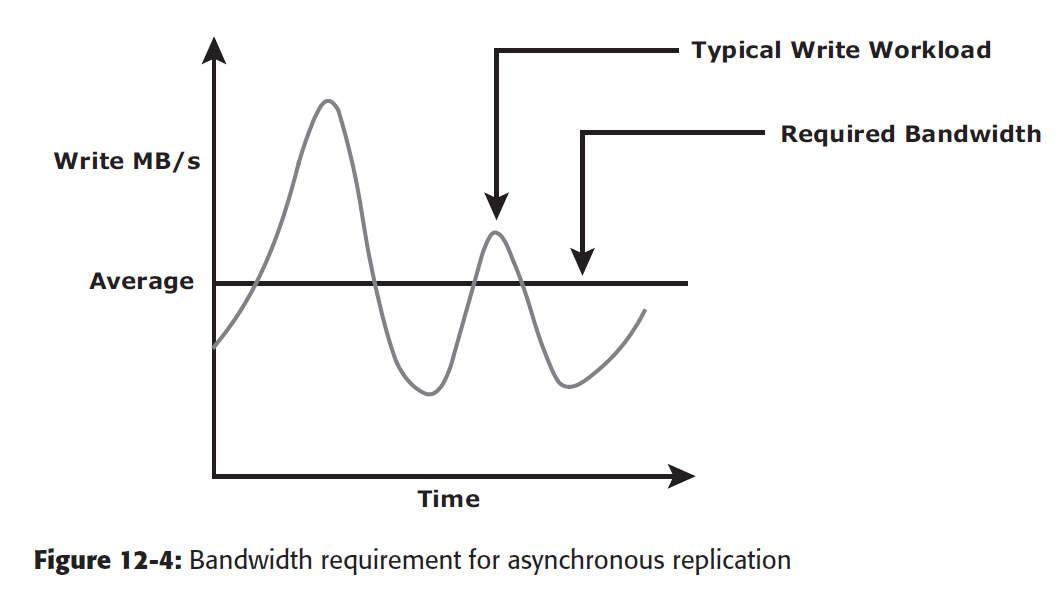 Typical Write Workload
Required Bandwidth
Write MB/s
Average
Time
Figure 12-4: Bandwidth requirement for asynchronous replication